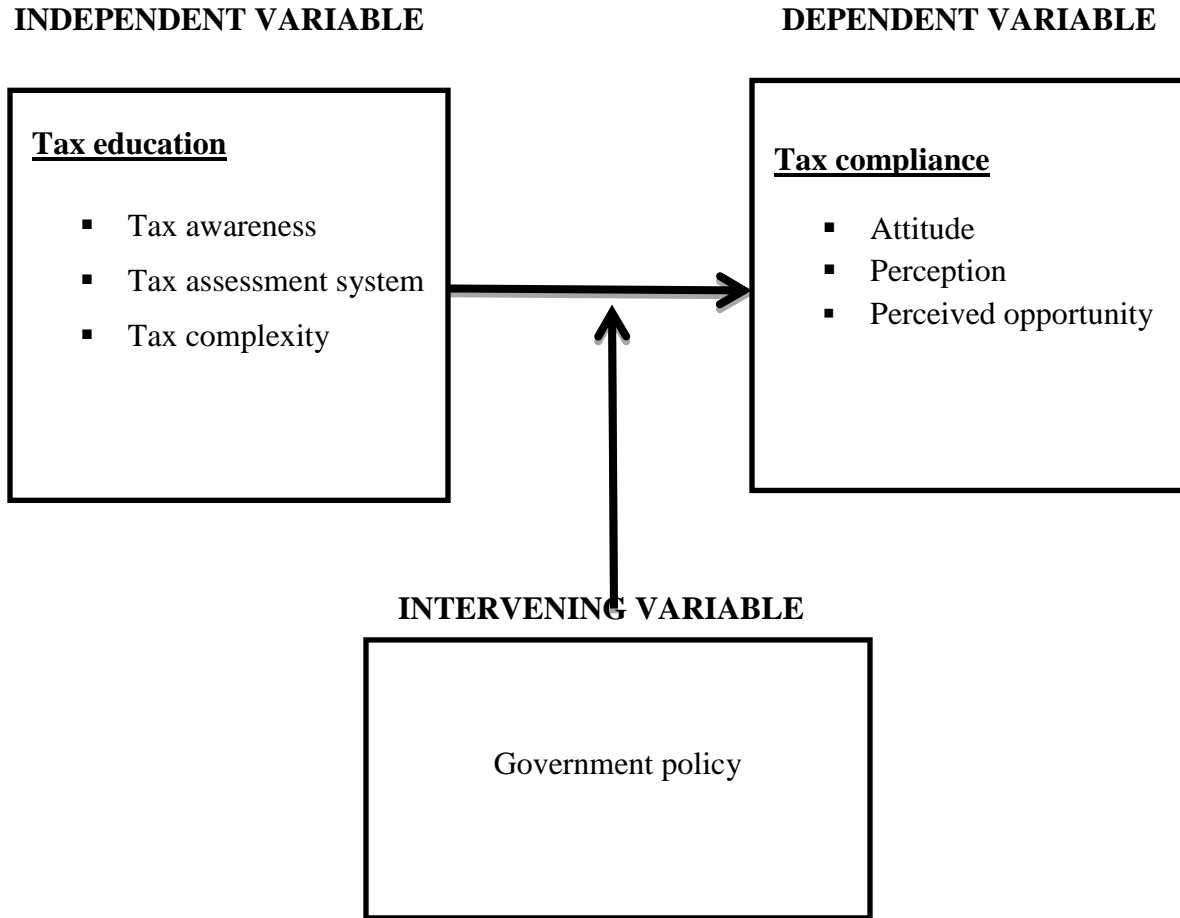 INDEPENDENT VARIABLE
DEPENDENT VARIABLE
Tax education
▪ Tax awareness
▪ Tax assessment system
▪ Tax complexity
Tax compliance
▪ Attitude
▪ Perception
▪ Perceived opportunity
INTERVENING VARIABLE
Government policy